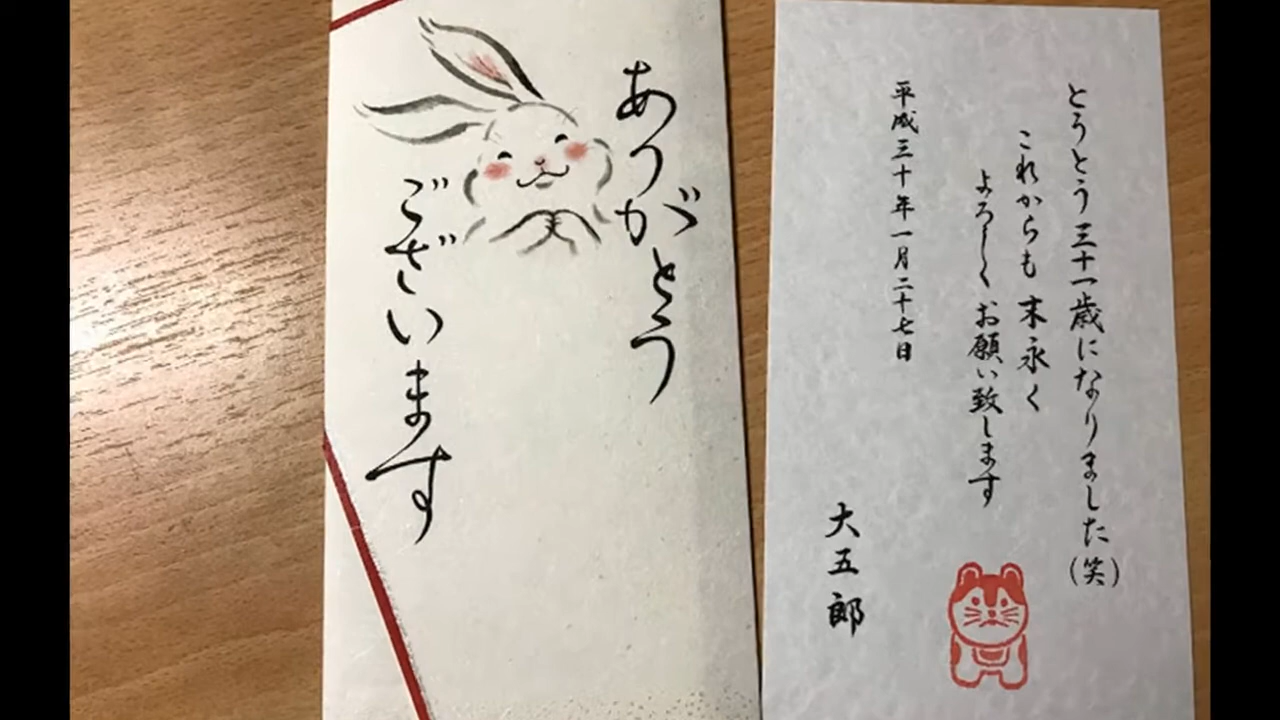 ありがとう
ございます
とうとう三十一歳になりました(笑)
これからも末永く
よろしくお願い致します
平成三十年一月二十七日
大五郎